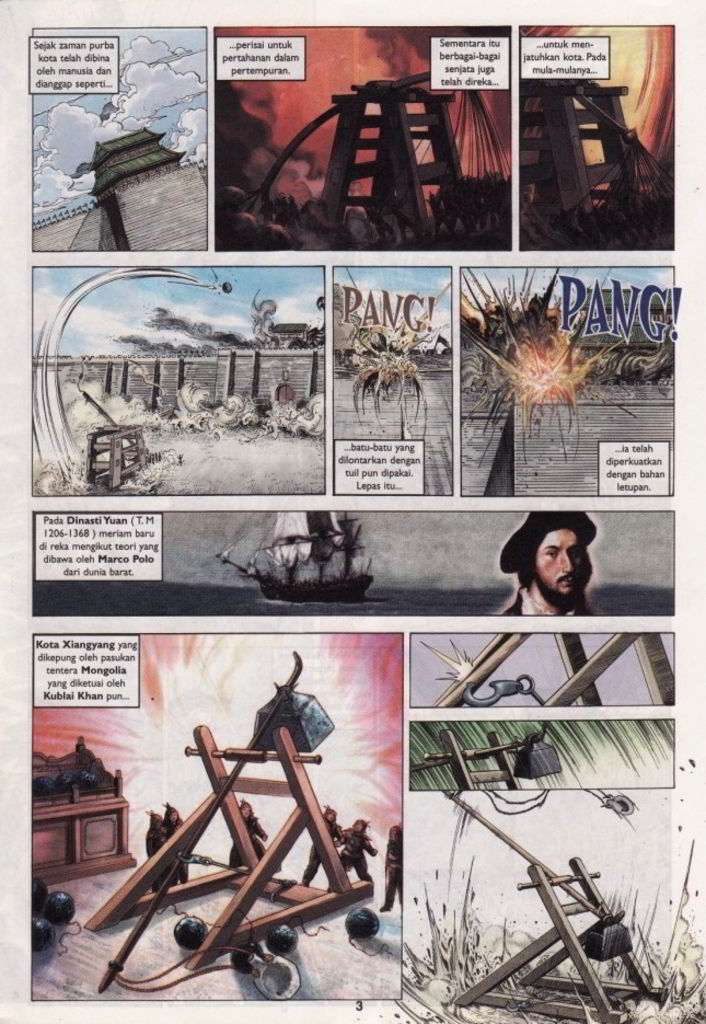 Sejak zaman purba
kota telah dibina
oleh manusia dan
dianggap seperti...
...perisai untuk
pertahanan dalam
pertempuran.
Sementara itu
berbagai-bagai
senjata juga
telah direka...
...untuk men-
jatuhkan kota. Pada
mula-mulanya...
PANG!
...batu-batu yang
dilontarkan dengan
tuil pun dipakai.
Lepas itu...
PANG!
...ia telah
diperkuatkan
dengan bahan
letupan.
Pada Dinasti Yuan ( T. M
1206-1368 ) meriam baru
di reka mengikut teori yang
dibawa oleh Marco Polo
dari dunia barat.
Kota Xiangyang yang
dikepung oleh pasukan
tentera Mongolia
yang diketuai oleh
Kublai Khan pun...
3